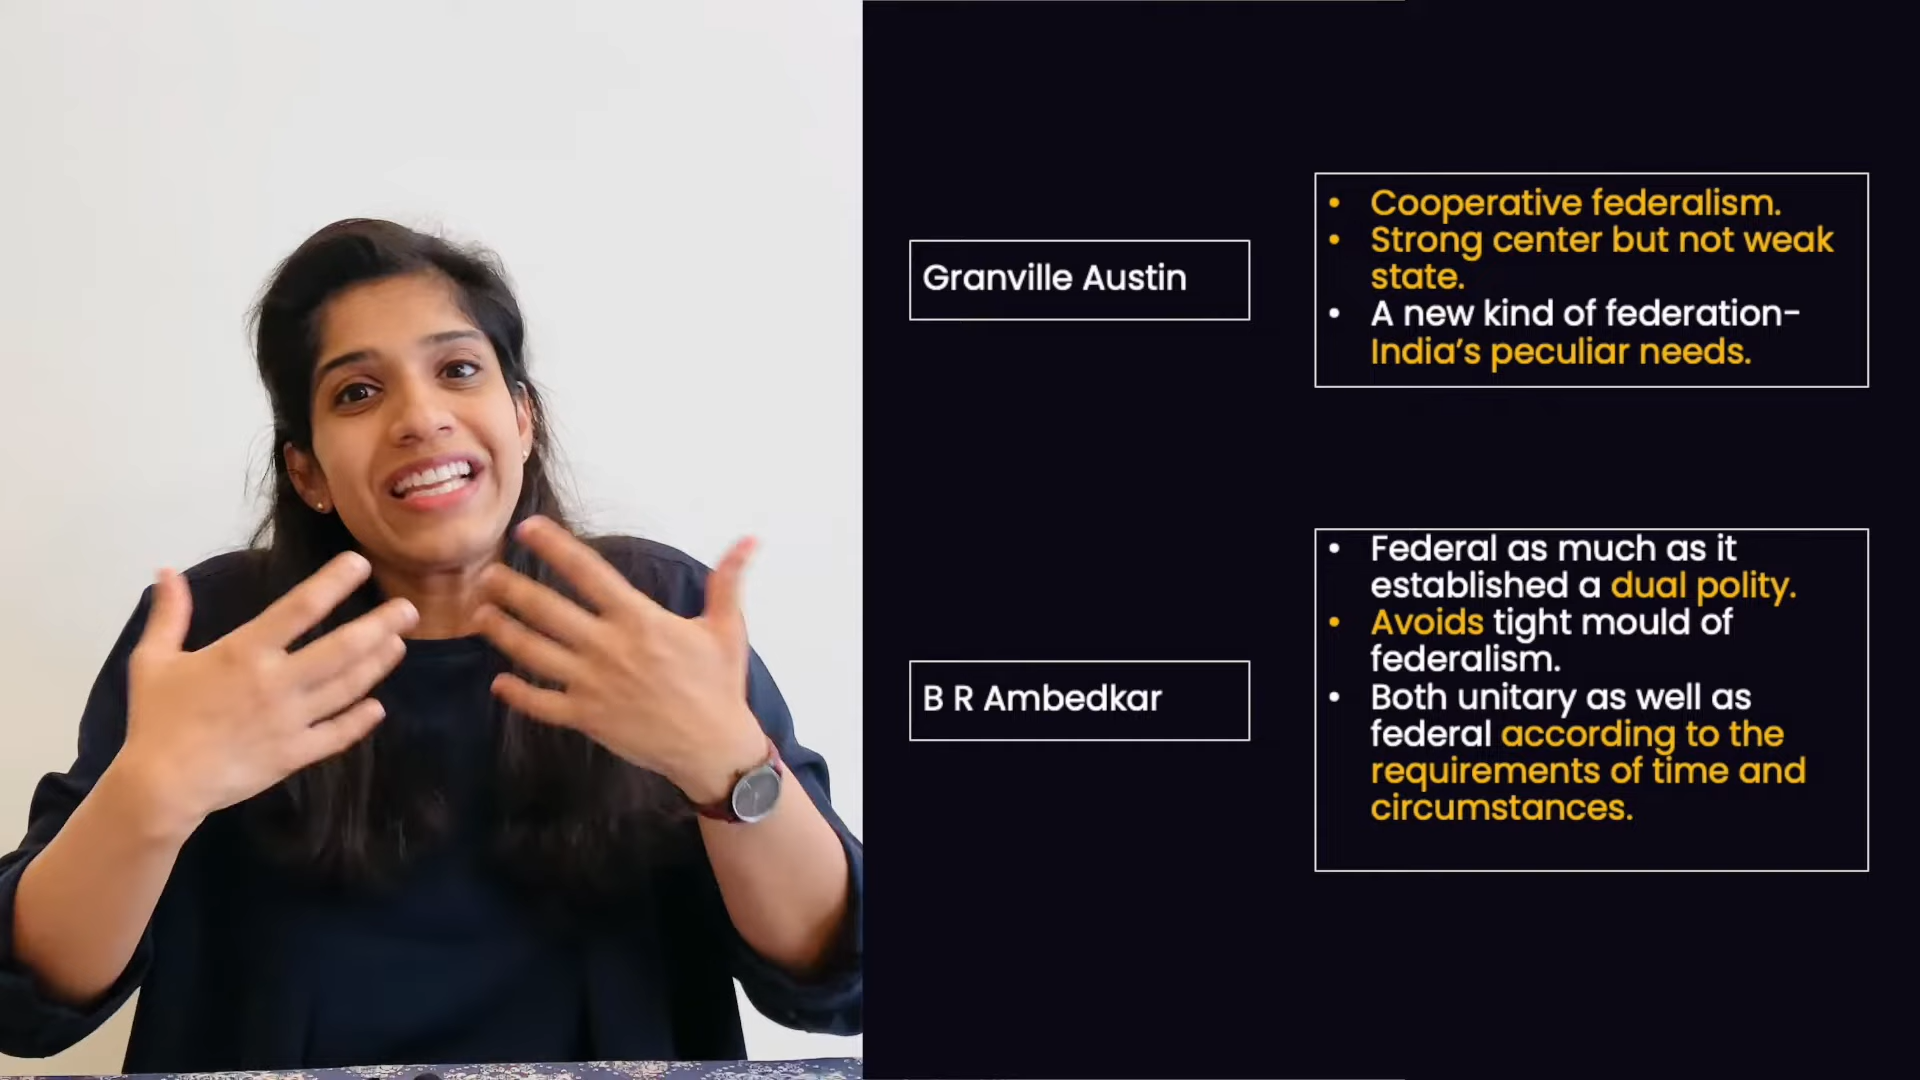 Granville Austin
• Cooperative federalism.
• Strong center but not weak
state.
• A new kind of federation-
India’s peculiar needs.
B R Ambedkar
• Federal as much as it
established a dual polity.
• Avoids tight mould of
federalism.
• Both unitary as well as
federal according to the
requirements of time and
circumstances.